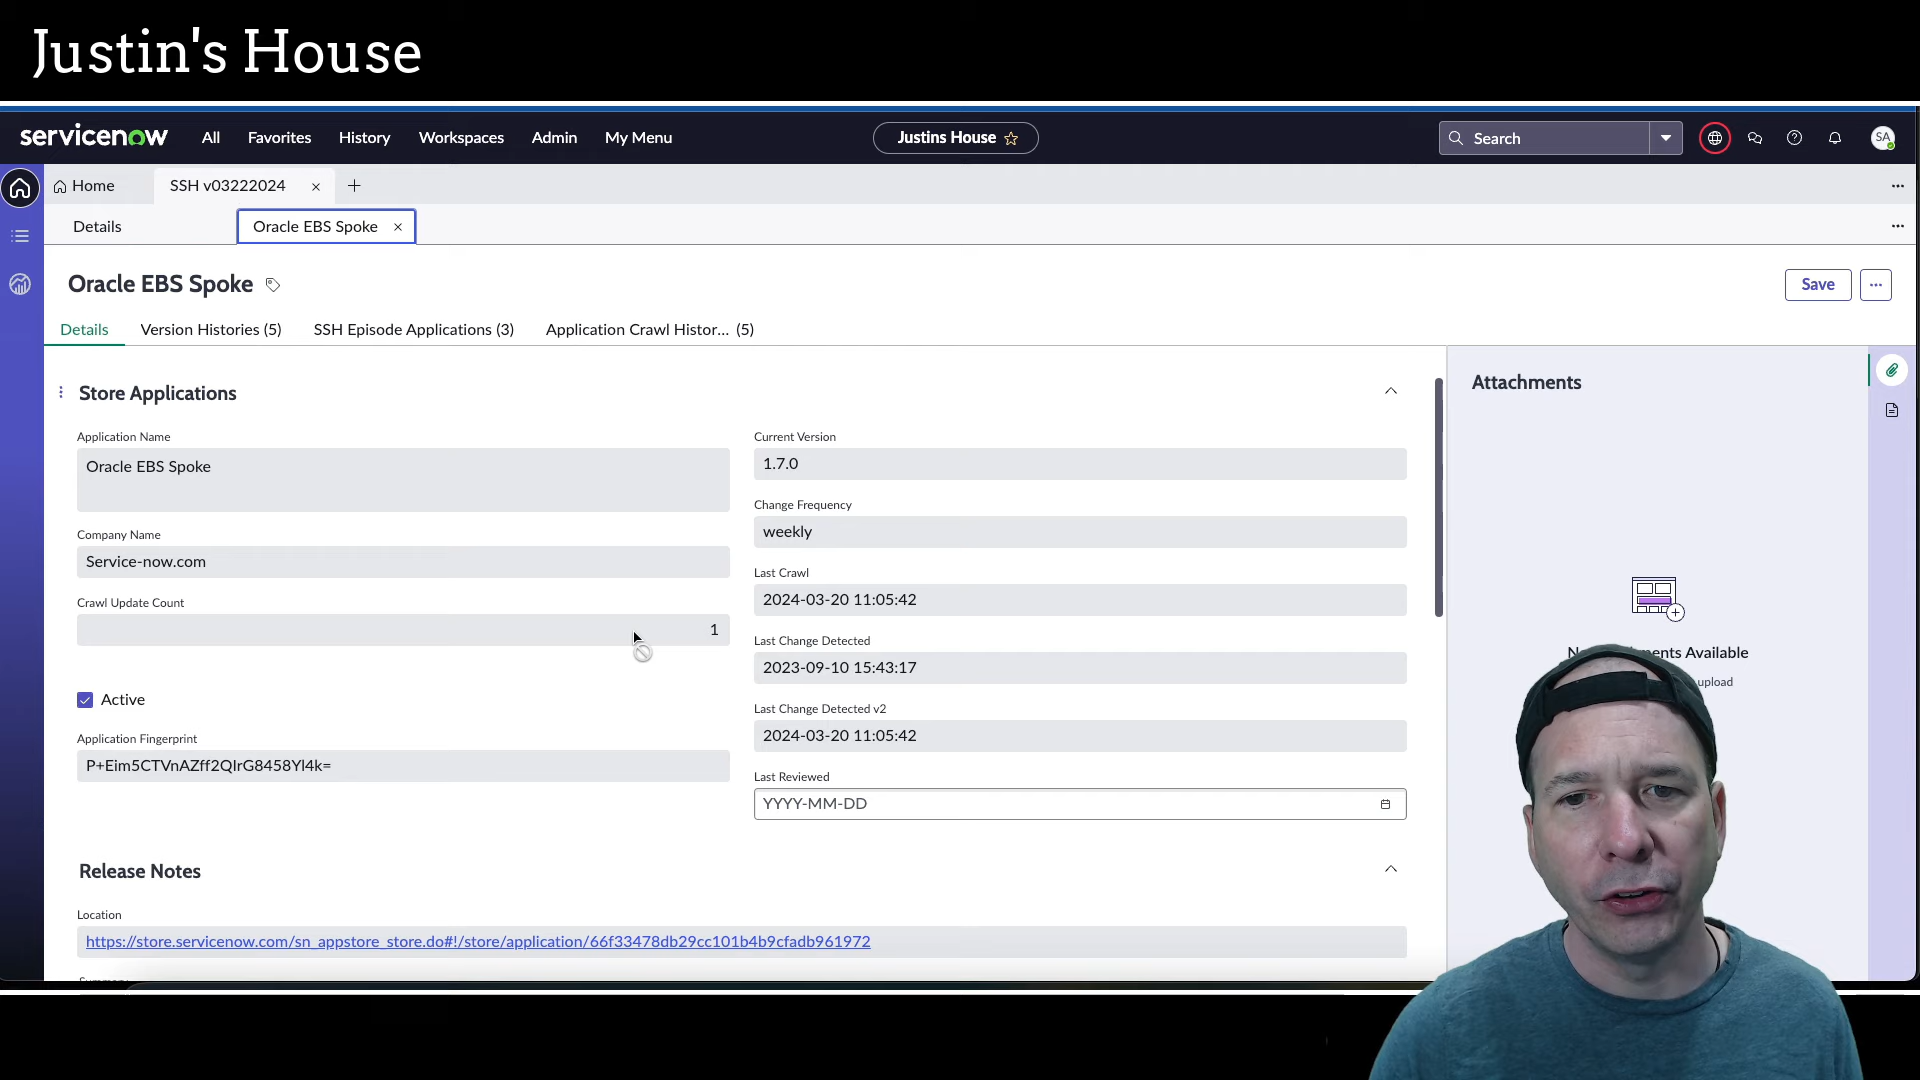 Justin's House
servicenow All Favorites History Workspaces Admin My Menu Justins House Search SA
Home SSH v03222024
Details Oracle EBS Spoke
Oracle EBS Spoke Save
Details Version Histories (5) SSH Episode Applications (3) Application Crawl Histor... (5)
Store Applications
Attachments
Application Name
Oracle EBS Spoke
Company Name
Service-now.com
Crawl Update Count
1
Active
Application Fingerprint
Current Version
1.7.0
Change Frequency
weekly
Last Crawl
2024-03-20 11:05:42
Last Change Detected
2023-09-10 15:43:17
Last Change Detected v2
2024-03-20 11:05:42
Last Reviewed
YYYY-MM-DD
Available
upload
Release Notes
Location
https://store.servicenow.com/sn_appstore_store.do#!/store/application/66f33478db29cc101b4b9cfadb961972